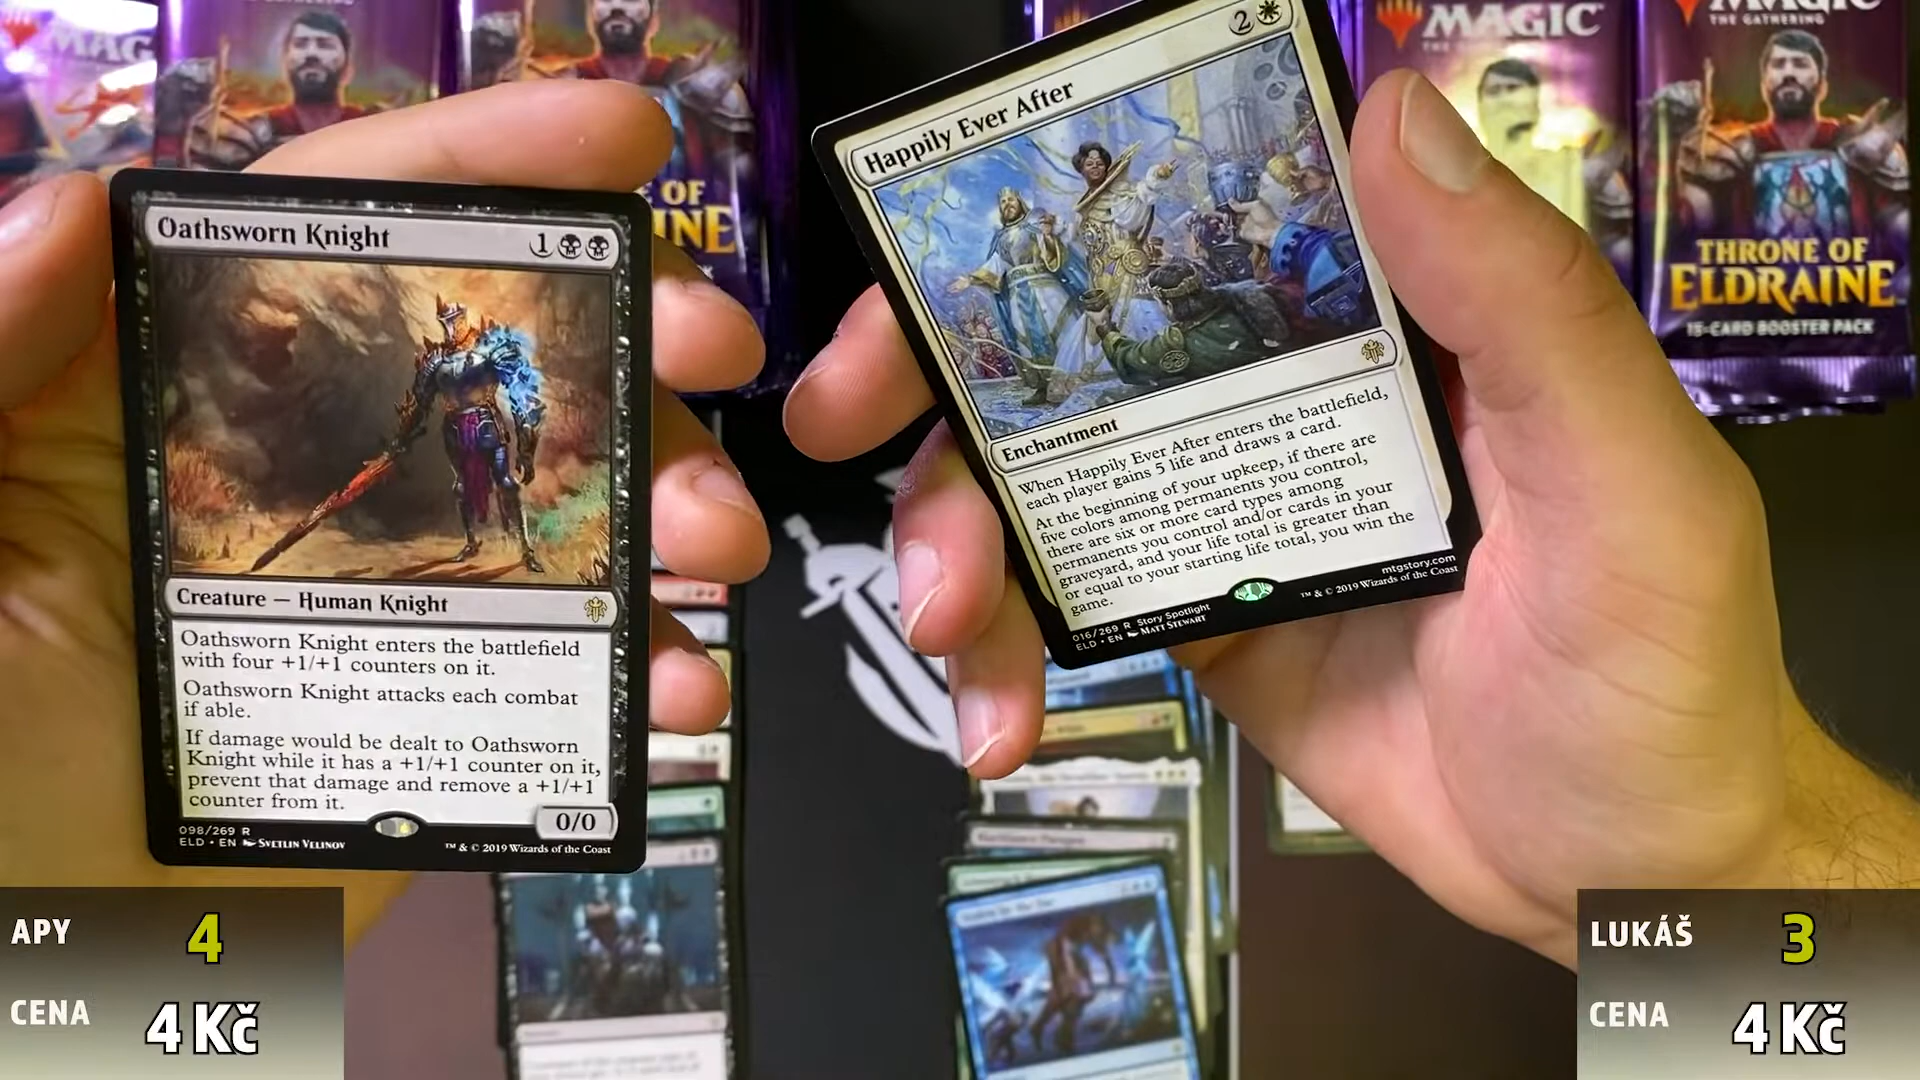 MAGIC
MAGIC
THE GATHERING
MAGIC
THE GATHERING
E OF
INE
THRONE OF
ELDRAINE
15-CARD BOOSTER PACK
Oathsworn Knight
1
Creature — Human Knight
Oathsworn Knight enters the battlefield
with four +1/+1 counters on it.
Oathsworn Knight attacks each combat
if able.
If damage would be dealt to Oathsworn
Knight while it has a +1/+1 counter on it,
prevent that damage and remove a +1/+1
counter from it.
0/0
098/269 R
ELD • EN SVETLIN VELINOV
™ & © 2019 Wizards of the Coast
Happily Ever After
2
Enchantment
When Happily Ever After enters the battlefield,
each player gains 5 life and draws a card.
At the beginning of your upkeep, if there are
five colors among permanents you control,
there are six or more card types among
permanents you control and/or cards in your
graveyard, and your life total is greater than
or equal to your starting life total, you win the
game.
mtgstory.com
016/269 R Story Spotlight
ELD • EN MATT STEWART
™ & © 2019 Wizards of the Coast
APY 4
CENA 4 Kč
LUKÁŠ 3
CENA 4 Kč